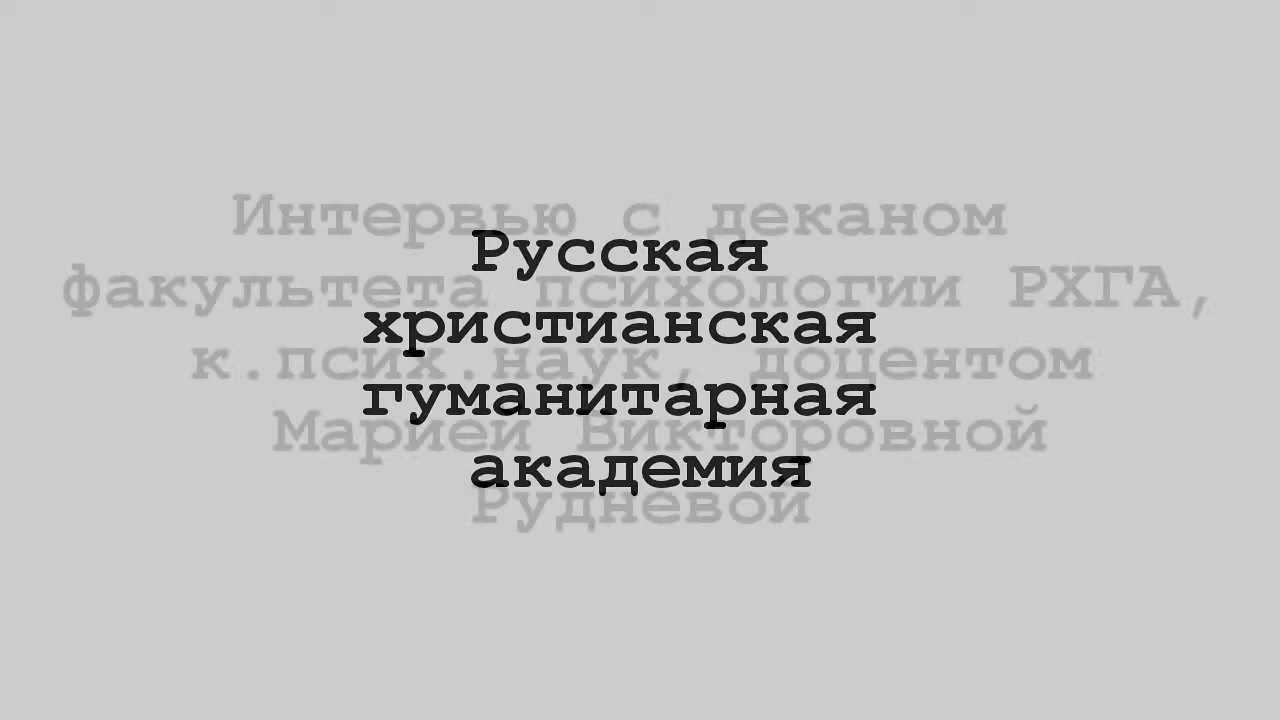 Русская
христианская
гуманитарная
академия
Интервью с деканом
факультета психологии РХГА,
к.псих.наук, доцентом
Марией Викторовной
Рудневой